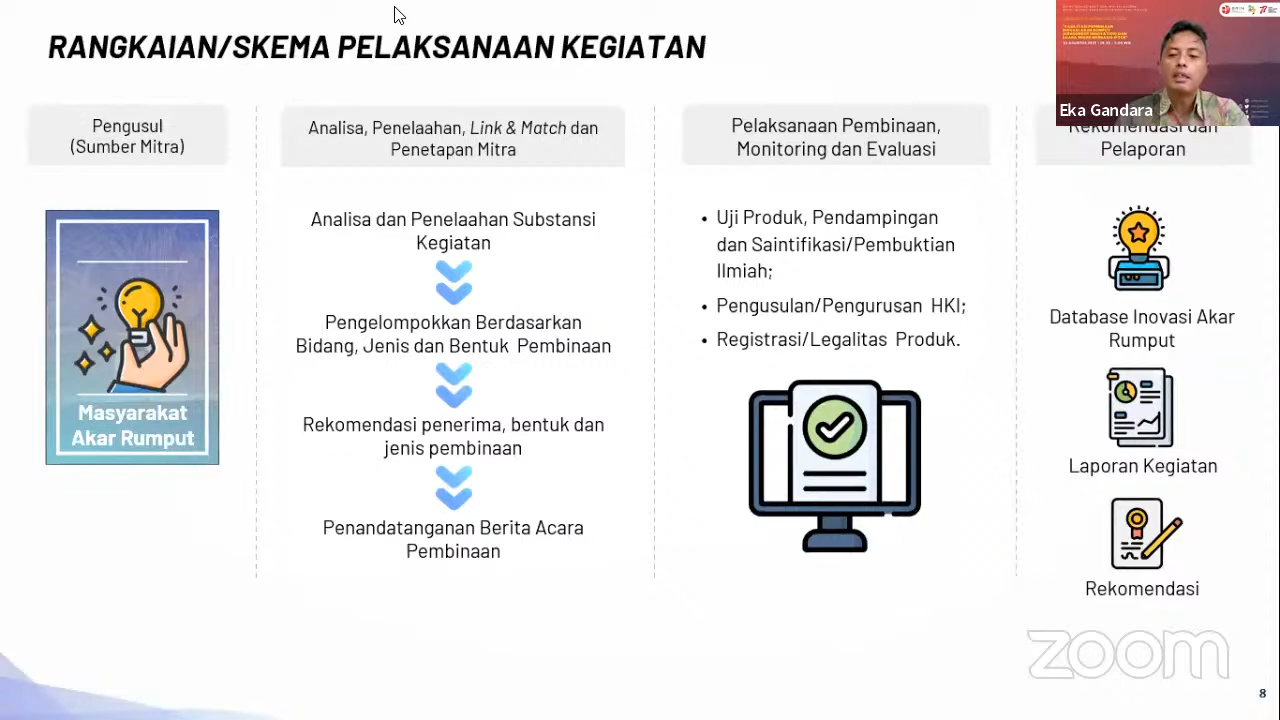 RANGKAIAN/SKEMA PELAKSANAAN KEGIATAN
Eka Gandara
Pengusul
(Sumber Mitra)
Analisa, Penelaahan, Link & Match dan
Penetapan Mitra
Pelaksanaan Pembinaan,
Monitoring dan Evaluasi
Rekomendasi dan
Pelaporan
Masyarakat
Akar Rumput
Analisa dan Penelaahan Substansi
Kegiatan
Pengelompokkan Berdasarkan
Bidang, Jenis dan Bentuk Pembinaan
Rekomendasi penerima, bentuk dan
jenis pembinaan
Penandatanganan Berita Acara
Pembinaan
• Uji Produk, Pendampingan
dan Saintifikasi/Pembuktian
Ilmiah;
• Pengusulan/Pengurusan HKI;
• Registrasi/Legalitas Produk.
Database Inovasi Akar
Rumput
Laporan Kegiatan
Rekomendasi
zoom
8